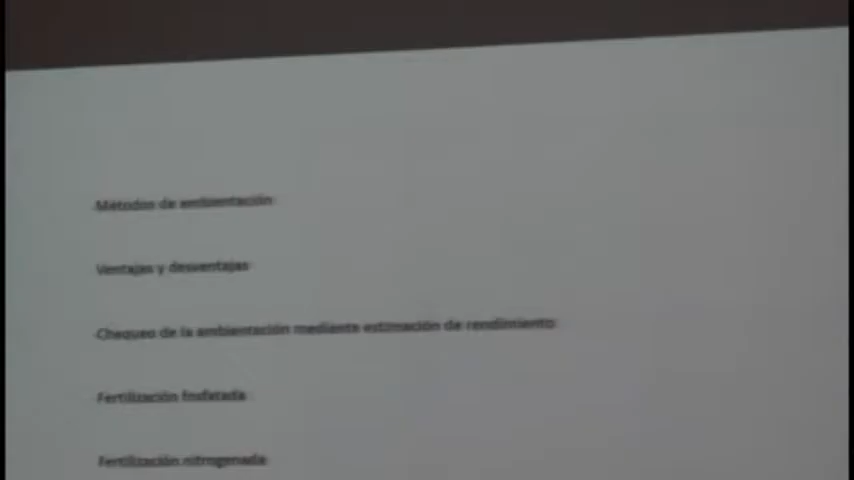 -Métodos de ambientación
Ventajas y desventajas
-Chequeo de la ambientación mediante estimación de rendimiento
Fertilización fosfatada
Fertilización nitrogenada